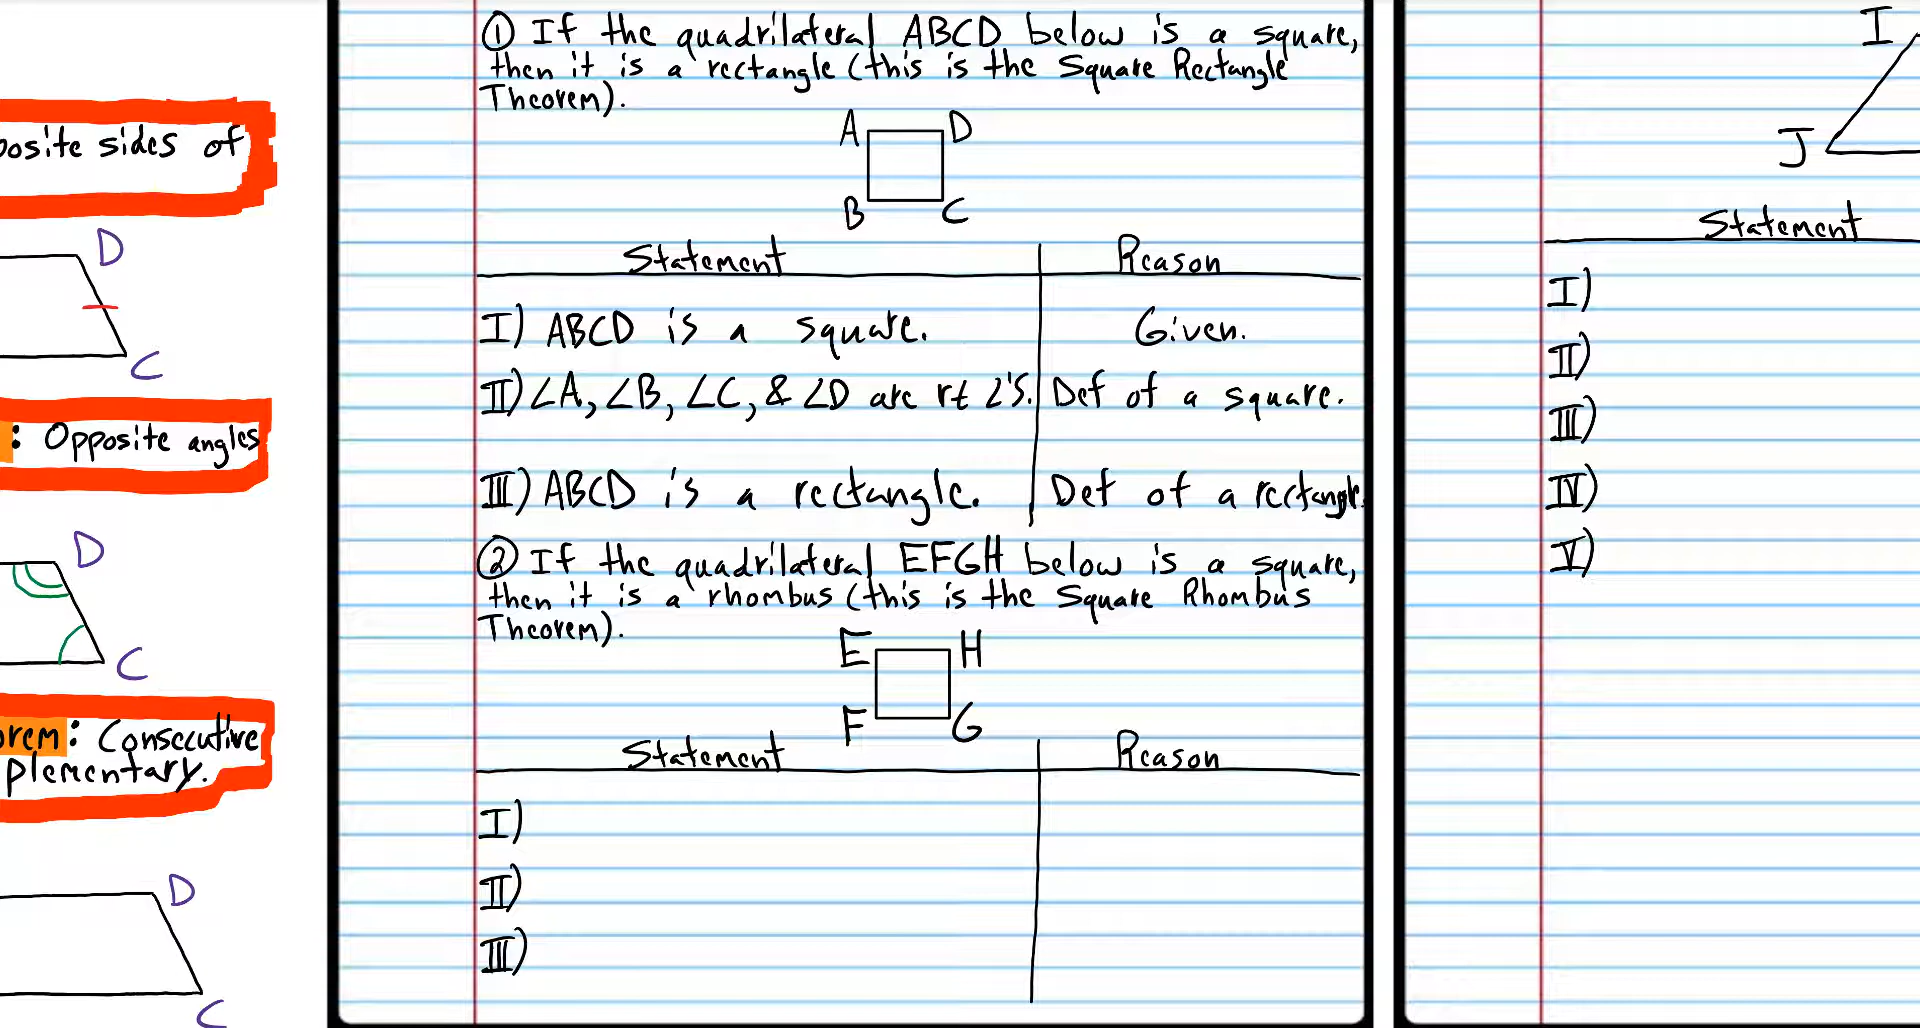 posite sides of
D
C
: Opposite angles
D
C
orem: Consecutive
plementary.
D
C
① If the quadrilateral ABCD below is a square,
then it is a rectangle (this is the Square Rectangle
Theorem).
A D
B C
Statement Reason
I) ABCD is a square. Given.
II) ∠A, ∠B, ∠C, & ∠D are rt ∠'s. Def of a square.
III) ABCD is a rectangle. Def of a rectangle.
② If the quadrilateral EFGH below is a square,
then it is a rhombus (this is the Square Rhombus
Theorem).
E H
F G
Statement Reason
I)
II)
III)
I
J
Statement
I)
II)
III)
IV)
V)